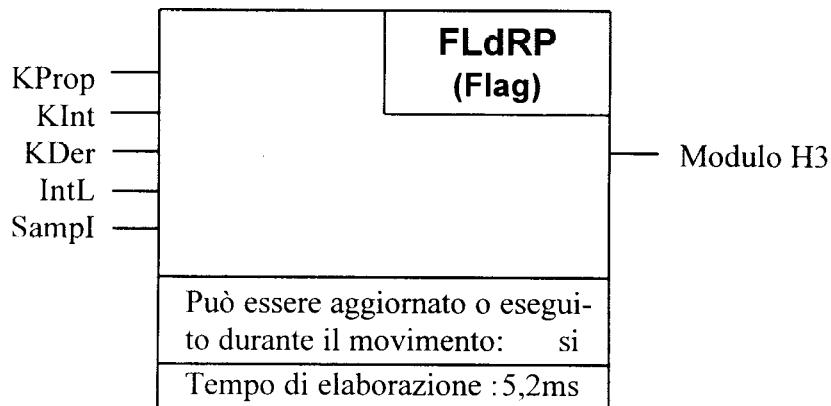 FLdRP
(Flag)
KProp
KInt
KDer
IntL
SampI
Modulo H3
Può essere aggiornato o esegui-
to durante il movimento: si
Tempo di elaborazione : 5,2ms